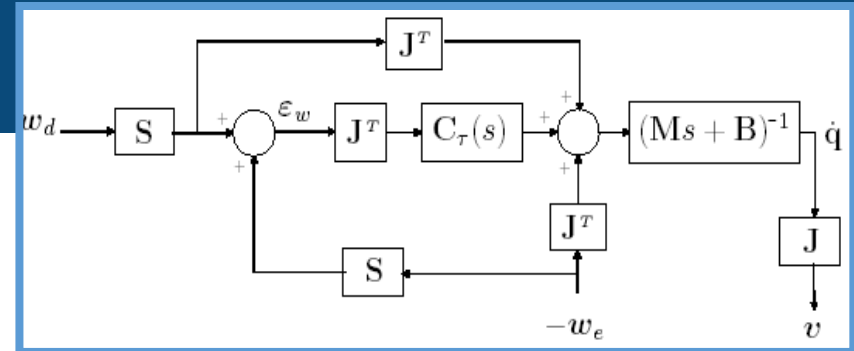 J^T
+
w_d
S
+
ε_w
J^T
C_τ(s)
+
(Ms + B)^-1
q̇
+
+
J^T
J
S
-w_e
v